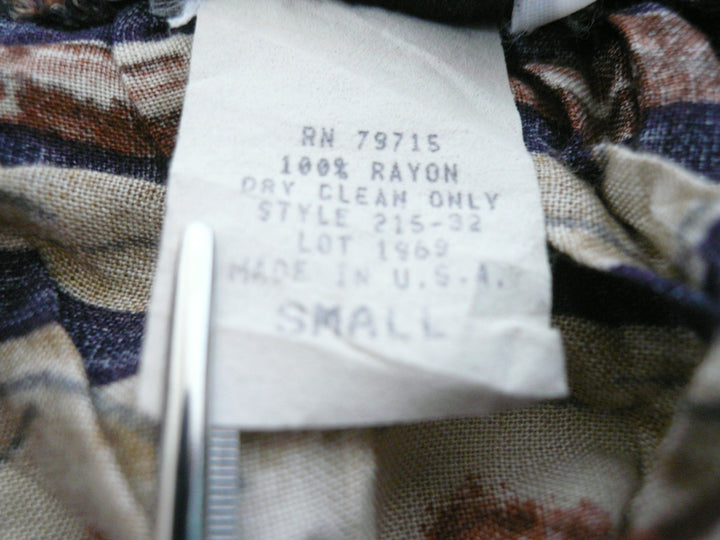 RN 79715
100% RAYON
DRY CLEAN ONLY
STYLE 215-32
LOT 1969
MADE IN U.S.A.
SMALL